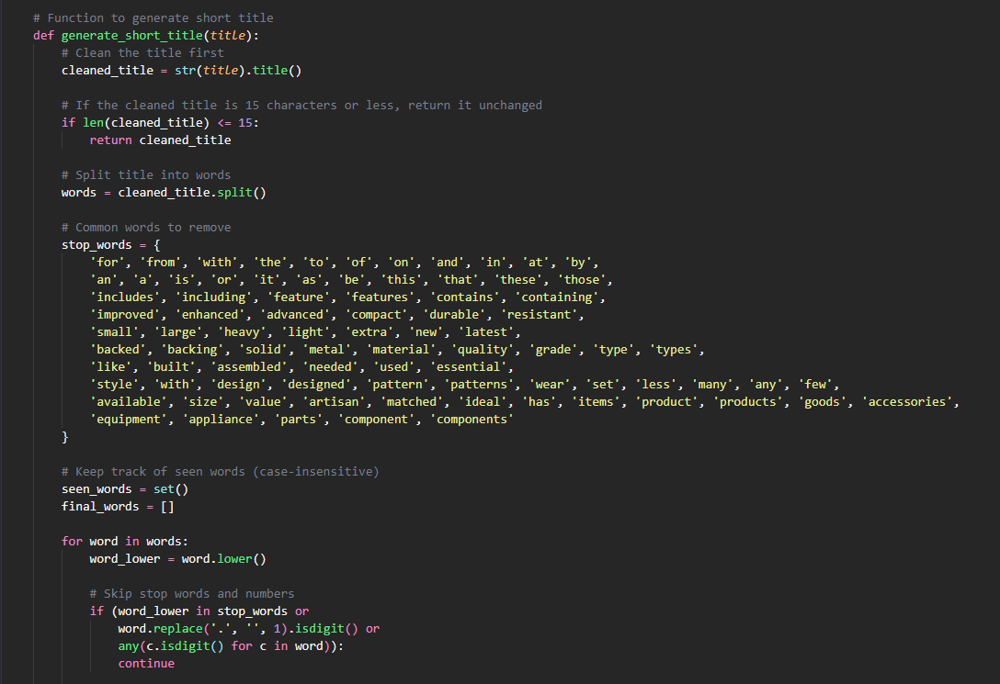 # Function to generate short title
def generate_short_title(title):
    # Clean the title first
    cleaned_title = str(title).title()

    # If the cleaned title is 15 characters or less, return it unchanged
    if len(cleaned_title) <= 15:
        return cleaned_title

    # Split title into words
    words = cleaned_title.split()

    # Common words to remove
    stop_words = {
        'for', 'from', 'with', 'the', 'to', 'of', 'on', 'and', 'in', 'at', 'by',
        'an', 'a', 'is', 'or', 'it', 'as', 'be', 'this', 'that', 'these', 'those',
        'includes', 'including', 'feature', 'features', 'contains', 'containing',
        'improved', 'enhanced', 'advanced', 'compact', 'durable', 'resistant',
        'small', 'large', 'heavy', 'light', 'extra', 'new', 'latest',
        'backed', 'backing', 'solid', 'metal', 'material', 'quality', 'grade', 'type', 'types',
        'like', 'built', 'assembled', 'needed', 'used', 'essential',
        'style', 'with', 'design', 'designed', 'pattern', 'patterns', 'wear', 'set', 'less', 'many', 'any', 'few',
        'available', 'size', 'value', 'artisan', 'matched', 'ideal', 'has', 'items', 'product', 'products', 'goods', 'accessories',
        'equipment', 'appliance', 'parts', 'component', 'components'
    }

    # Keep track of seen words (case-insensitive)
    seen_words = set()
    final_words = []

    for word in words:
        word_lower = word.lower()

        # Skip stop words and numbers
        if (word_lower in stop_words or
            word.replace('.', '', 1).isdigit() or
            any(c.isdigit() for c in word)):
            continue